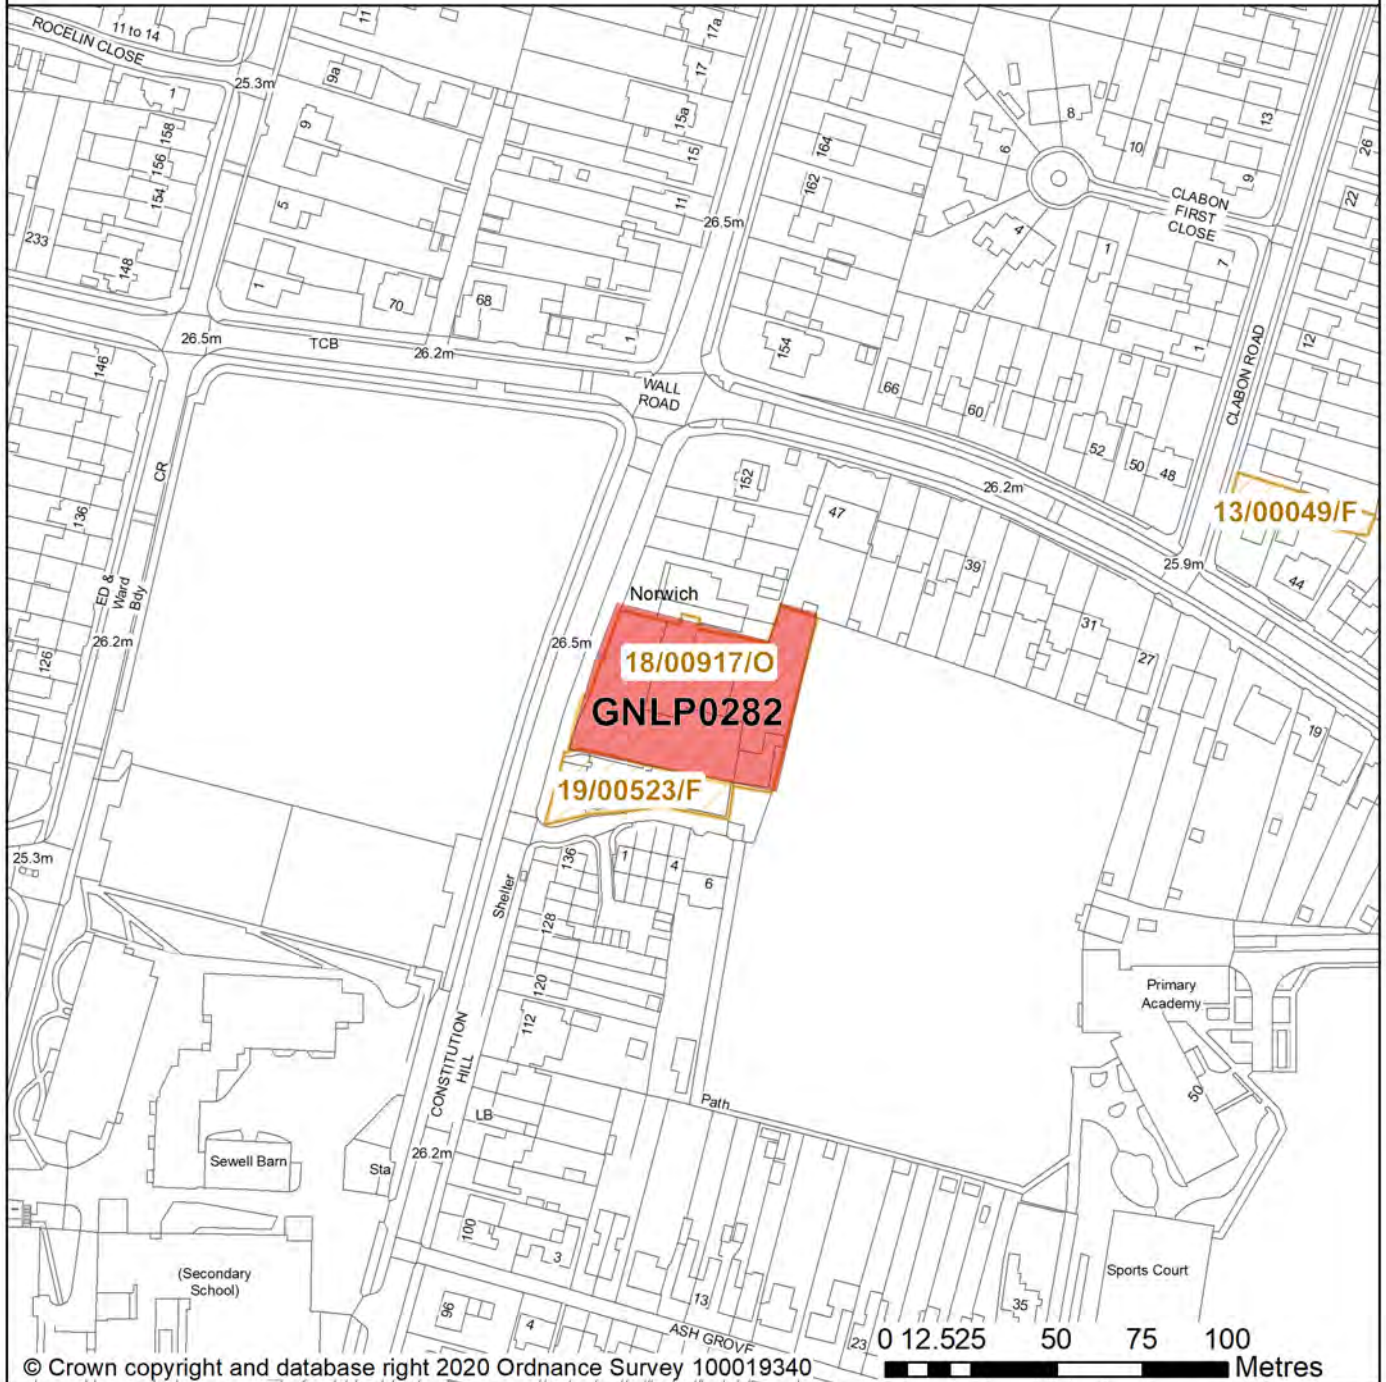 11 to 14
ROCELIN CLOSE
11
17a
17
9a
25.3m
1
158
156
154
9
15a
15
164
162
8
6
10
13
9
26
22
CLABON
FIRST
CLOSE
233
148
5
11
26.5m
4
1
7
1
70
68
26.5m
TCB
26.2m
1
154
1
12
WALL
ROAD
66
60
52
50
48
CLABON ROAD
146
CR
136
152
47
26.2m
13/00049/F
39
25.9m
44
ED &
Ward
Bdy
Norwich
26.2m
126
26.5m
18/00917/O
31
27
GNLP0282
19
19/00523/F
25.3m
136
1
4
6
Shelter
128
120
112
Primary
Academy
CONSTITUTION
HILL
LB
Path
50
Sewell Barn
Sta
26.2m
100
3
(Secondary
School)
96
4
13
ASH GROVE
23
35
Sports Court
0 12.525 50 75 100
Metres
© Crown copyright and database right 2020 Ordnance Survey 100019340